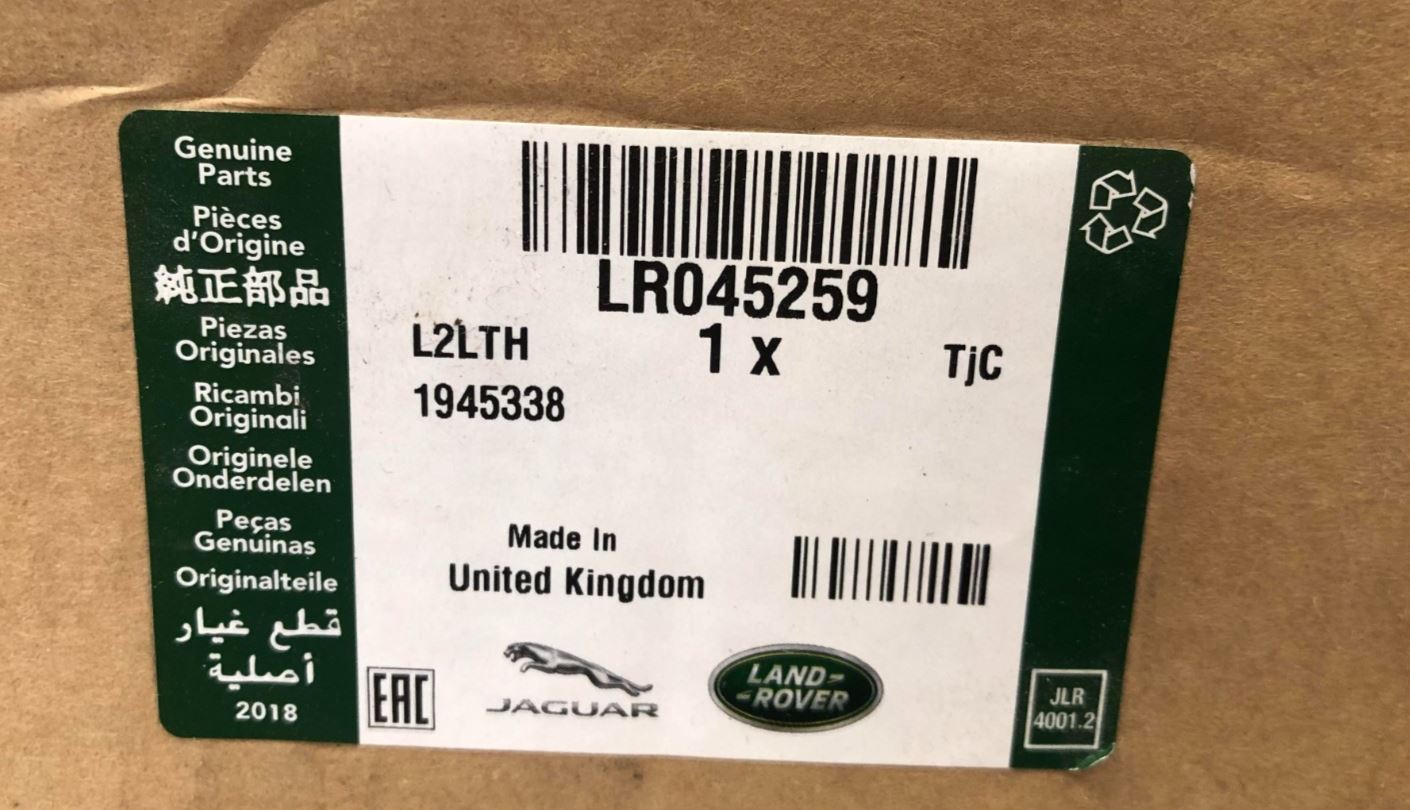 Genuine
Parts
Pièces
d'Origine
純正部品
Piezas
Originales
Ricambi
Originali
Originele
Onderdelen
Peças
Genuinas
Originalteile
قطع غيار
أصلية
2018
LR045259
L2LTH 1 x TjC
1945338
Made In
United Kingdom
EAC
JAGUAR
LAND-
-ROVER
JLR
4001.2